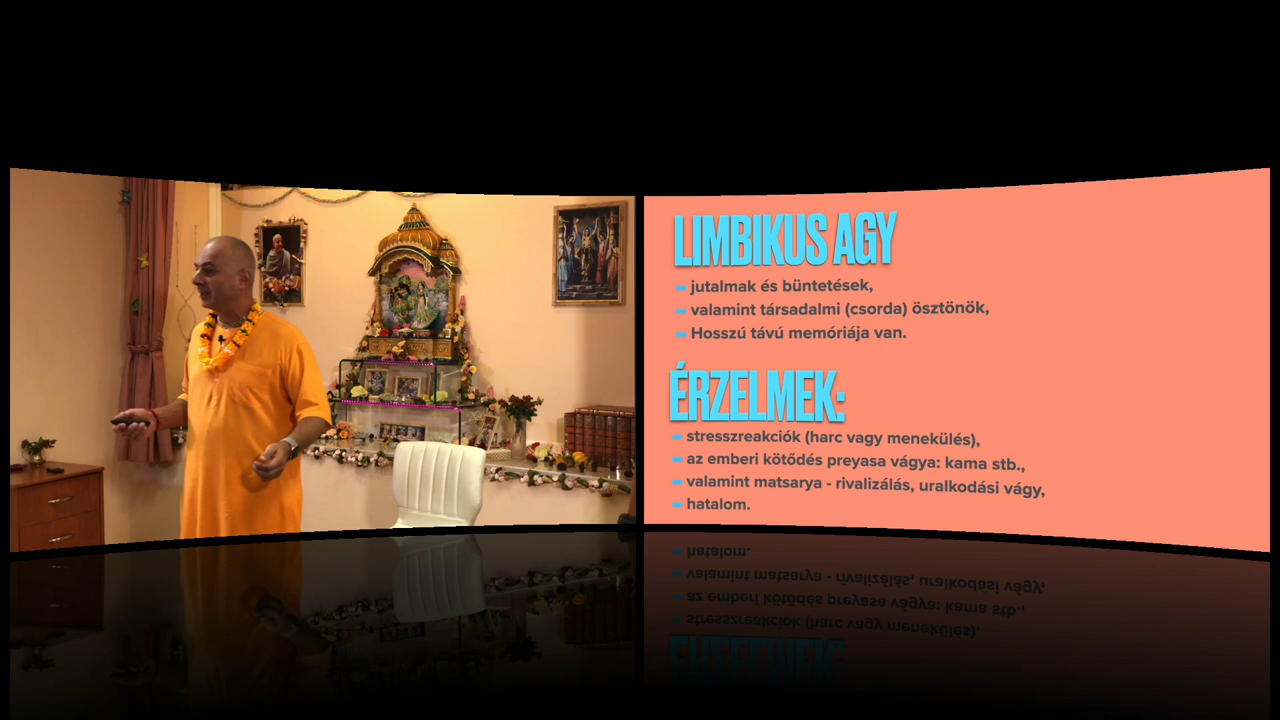 LIMBIKUS AGY
jutalmak és büntetések,
valamint társadalmi (csorda) ösztönök,
Hosszú távú memóriája van.
ÉRZELMEK:
stresszreakciók (harc vagy menekülés),
az emberi kötődés preyasa vágya: kama stb.,
valamint matsarya - rivalizálás, uralkodási vágy,
hatalom.